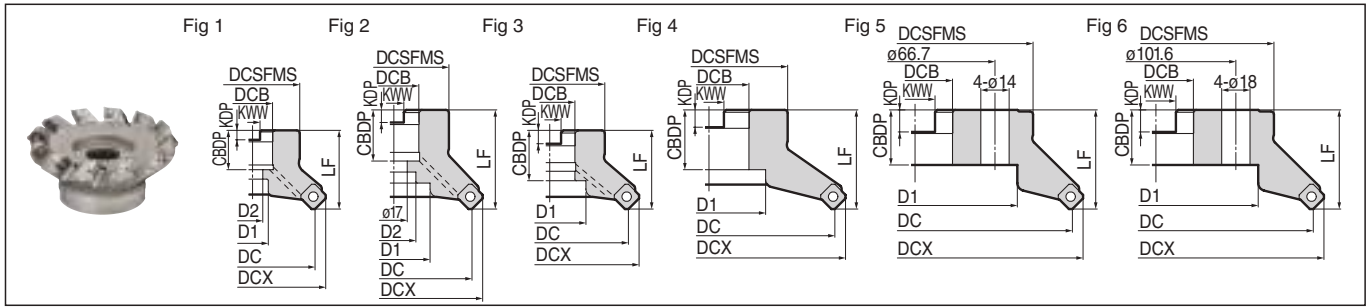 Fig 1
DCSFMS
DCB
KWW
KDP
CBDP
LF
D2
D1
DC
DCX
Fig 2
DCSFMS
DCB
KWW
KDP
CBDP
LF
ø17
D2
D1
DC
DCX
Fig 3
DCSFMS
DCB
KWW
KDP
CBDP
LF
D1
DC
DCX
Fig 4
DCSFMS
DCB
KWW
KDP
CBDP
LF
D1
DC
DCX
Fig 5
DCSFMS
ø66.7
DCB
4-ø14
KWW
KDP
CBDP
LF
D1
DC
DCX
Fig 6
DCSFMS
ø101.6
DCB
4-ø18
KWW
KDP
CBDP
LF
D1
DC
DCX